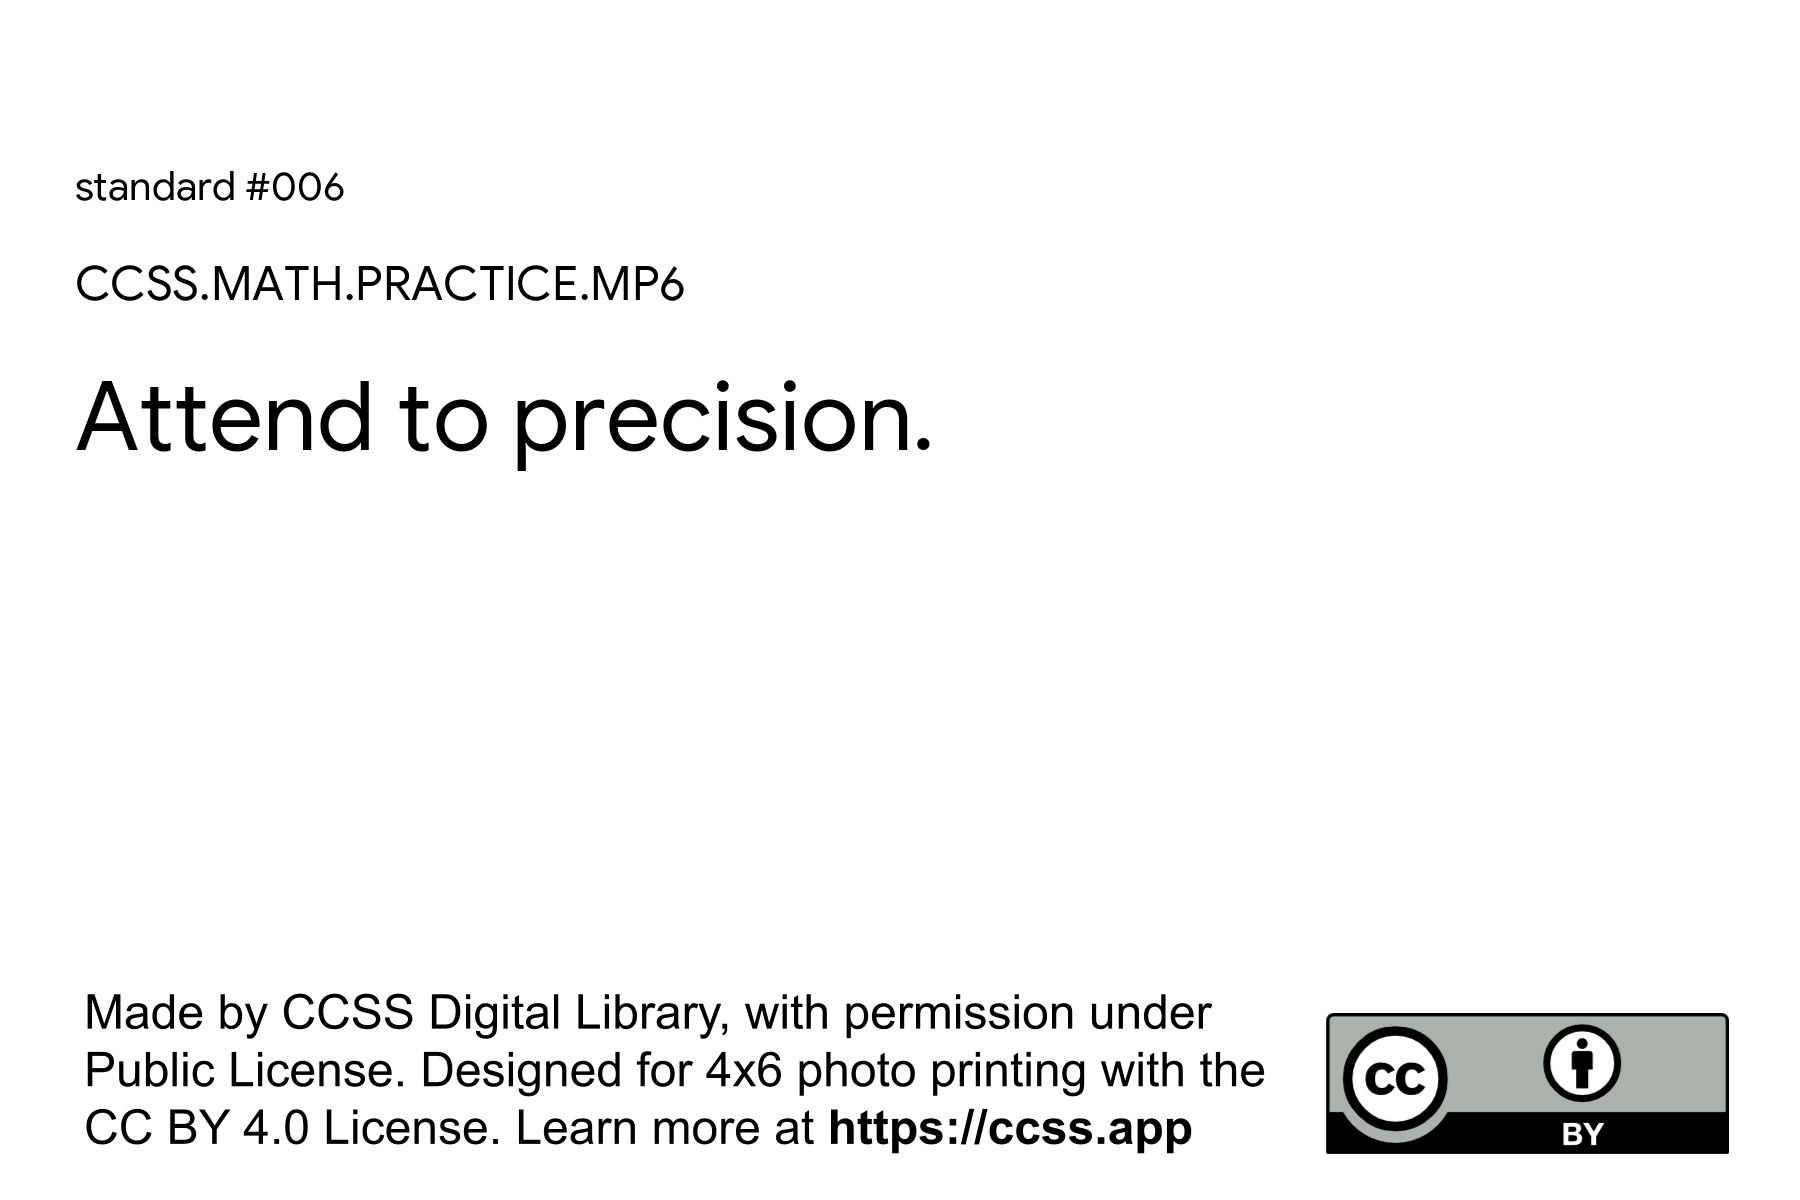 standard #006
CCSS.MATH.PRACTICE.MP6
Attend to precision.
Made by CCSS Digital Library, with permission under
Public License. Designed for 4x6 photo printing with the
CC BY 4.0 License. Learn more at https://ccss.app
CC
BY